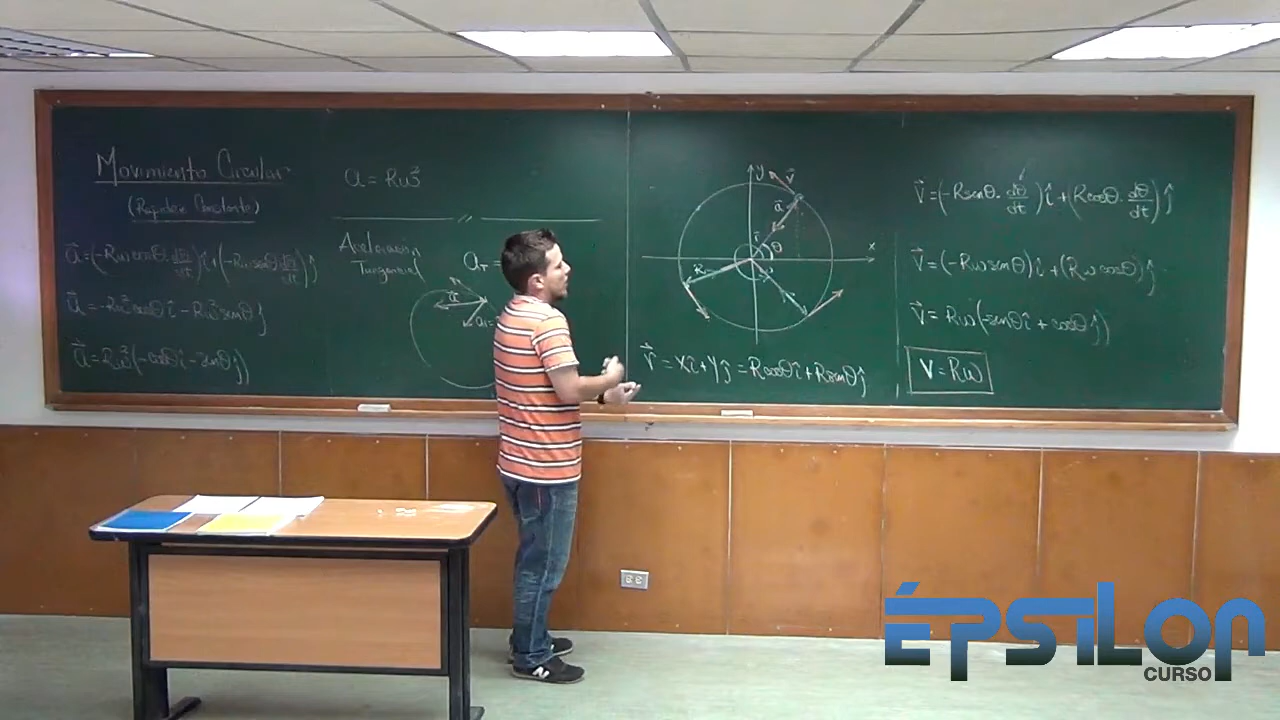 Movimiento Circular
(Rapidez Constante)
a⃗ = (-Rω cosθ · dθ/dt) î + (-Rω senθ · dθ/dt) ĵ
a⃗ = -Rω² cosθ î - Rω² senθ ĵ
a⃗ = Rω² (-cosθ î - senθ ĵ)
a = Rω²
Aceleración
Tangencial
a_T =
a⃗
y
v⃗
a⃗
θ
x
r⃗ = X î + Y ĵ = R cosθ î + R senθ ĵ
v⃗ = (-R senθ · dθ/dt) î + (R cosθ · dθ/dt) ĵ
v⃗ = (-Rω senθ) î + (Rω cosθ) ĵ
v⃗ = Rω (-senθ î + cosθ ĵ)
V = Rω
ÉPSILON
CURSO